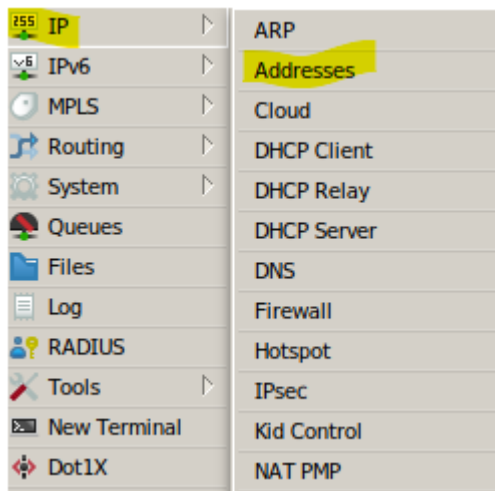 IP
IPv6
MPLS
Routing
System
Queues
Files
Log
RADIUS
Tools
New Terminal
Dot1X
ARP
Addresses
Cloud
DHCP Client
DHCP Relay
DHCP Server
DNS
Firewall
Hotspot
IPsec
Kid Control
NAT PMP